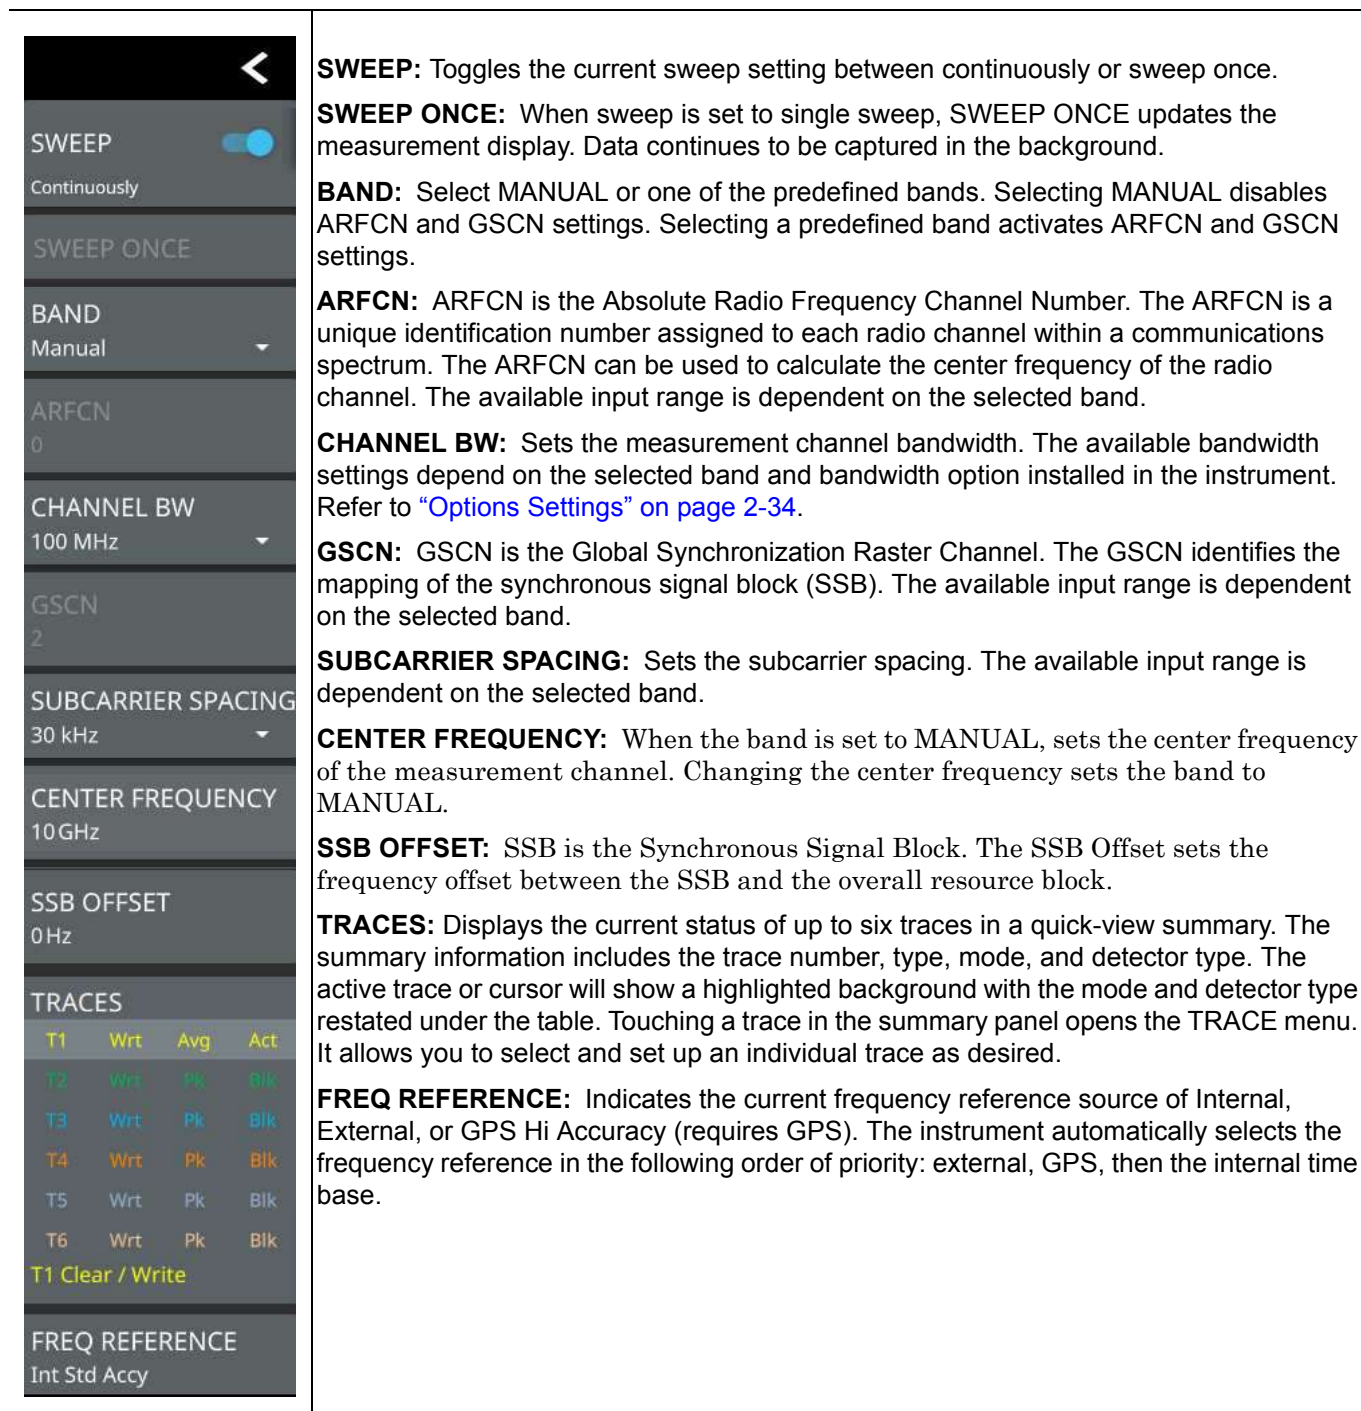 SWEEP
Continuously
SWEEP ONCE
BAND
Manual
ARFCN
0
CHANNEL BW
100 MHz
GSCN
2
SUBCARRIER SPACING
30 kHz
CENTER FREQUENCY
10 GHz
SSB OFFSET
0 Hz
TRACES
T1 Wrt Avg Act
T2 Wrt Pk Blk
T3 Wrt Pk Blk
T4 Wrt Pk Blk
T5 Wrt Pk Blk
T6 Wrt Pk Blk
T1 Clear / Write
FREQ REFERENCE
Int Std Accy
SWEEP: Toggles the current sweep setting between continuously or sweep once.
SWEEP ONCE: When sweep is set to single sweep, SWEEP ONCE updates the
measurement display. Data continues to be captured in the background.
BAND: Select MANUAL or one of the predefined bands. Selecting MANUAL disables
ARFCN and GSCN settings. Selecting a predefined band activates ARFCN and GSCN
settings.
ARFCN: ARFCN is the Absolute Radio Frequency Channel Number. The ARFCN is a
unique identification number assigned to each radio channel within a communications
spectrum. The ARFCN can be used to calculate the center frequency of the radio
channel. The available input range is dependent on the selected band.
CHANNEL BW: Sets the measurement channel bandwidth. The available bandwidth
settings depend on the selected band and bandwidth option installed in the instrument.
Refer to “Options Settings” on page 2-34.
GSCN: GSCN is the Global Synchronization Raster Channel. The GSCN identifies the
mapping of the synchronous signal block (SSB). The available input range is dependent
on the selected band.
SUBCARRIER SPACING: Sets the subcarrier spacing. The available input range is
dependent on the selected band.
CENTER FREQUENCY: When the band is set to MANUAL, sets the center frequency
of the measurement channel. Changing the center frequency sets the band to
MANUAL.
SSB OFFSET: SSB is the Synchronous Signal Block. The SSB Offset sets the
frequency offset between the SSB and the overall resource block.
TRACES: Displays the current status of up to six traces in a quick-view summary. The
summary information includes the trace number, type, mode, and detector type. The
active trace or cursor will show a highlighted background with the mode and detector type
restated under the table. Touching a trace in the summary panel opens the TRACE menu.
It allows you to select and set up an individual trace as desired.
FREQ REFERENCE: Indicates the current frequency reference source of Internal,
External, or GPS Hi Accuracy (requires GPS). The instrument automatically selects the
frequency reference in the following order of priority: external, GPS, then the internal time
base.